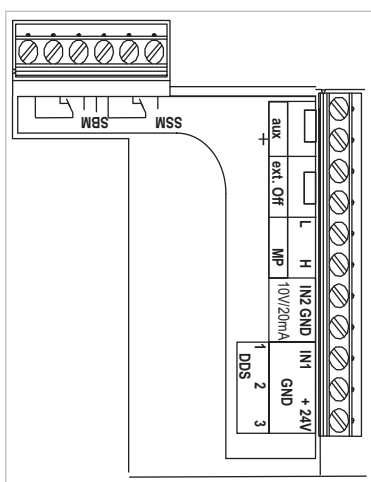 SBM
SSM
aux
+
ext. Off
L
MP
H
10V/20mA
IN2 GND
DDS
1
2
3
IN1
GND
+ 24V